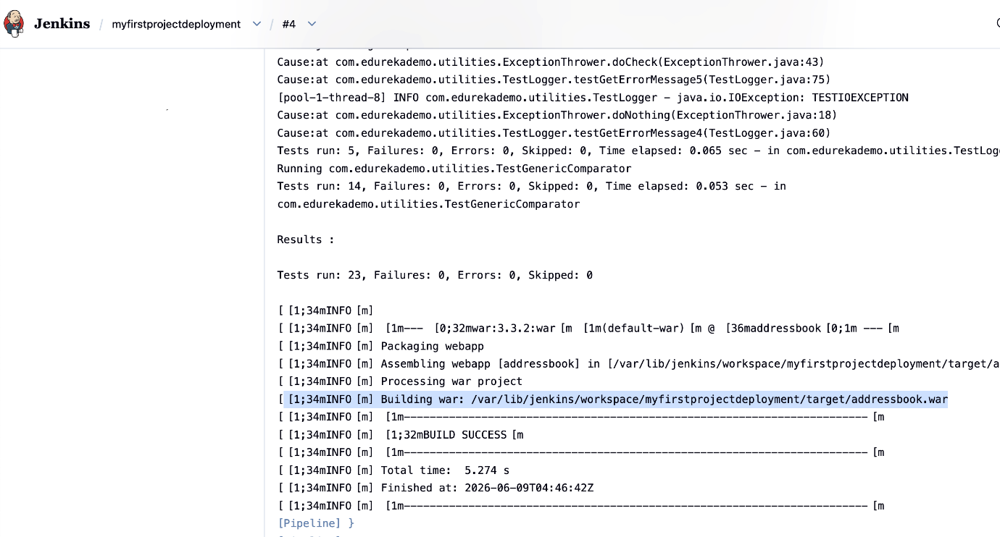 Jenkins / myfirstprojectdeployment / #4
Cause:at com.edurekademo.utilities.ExceptionThrower.doCheck(ExceptionThrower.java:43)
Cause:at com.edurekademo.utilities.TestLogger.testGetErrorMessage5(TestLogger.java:75)
[pool-1-thread-8] INFO com.edurekademo.utilities.TestLogger - java.io.IOException: TESTIOEXCEPTION
Cause:at com.edurekademo.utilities.ExceptionThrower.doNothing(ExceptionThrower.java:18)
Cause:at com.edurekademo.utilities.TestLogger.testGetErrorMessage4(TestLogger.java:60)
Tests run: 5, Failures: 0, Errors: 0, Skipped: 0, Time elapsed: 0.065 sec - in com.edurekademo.utilities.TestLog
Running com.edurekademo.utilities.TestGenericComparator
Tests run: 14, Failures: 0, Errors: 0, Skipped: 0, Time elapsed: 0.053 sec - in
com.edurekademo.utilities.TestGenericComparator
Results :
Tests run: 23, Failures: 0, Errors: 0, Skipped: 0
[ [1;34mINFO [m]
[ [1;34mINFO [m]  [1m---  [0;32mwar:3.3.2:war [m  [1m(default-war) [m @  [36maddressbook [0;1m --- [m
[ [1;34mINFO [m] Packaging webapp
[ [1;34mINFO [m] Assembling webapp [addressbook] in [/var/lib/jenkins/workspace/myfirstprojectdeployment/target/a
[ [1;34mINFO [m] Processing war project
[ [1;34mINFO [m] Building war: /var/lib/jenkins/workspace/myfirstprojectdeployment/target/addressbook.war
[ [1;34mINFO [m]  [1m------------------------------------------------------------------------ [m
[ [1;34mINFO [m]  [1;32mBUILD SUCCESS [m
[ [1;34mINFO [m]  [1m------------------------------------------------------------------------ [m
[ [1;34mINFO [m] Total time:  5.274 s
[ [1;34mINFO [m] Finished at: 2026-06-09T04:46:42Z
[ [1;34mINFO [m]  [1m------------------------------------------------------------------------ [m
[Pipeline] }